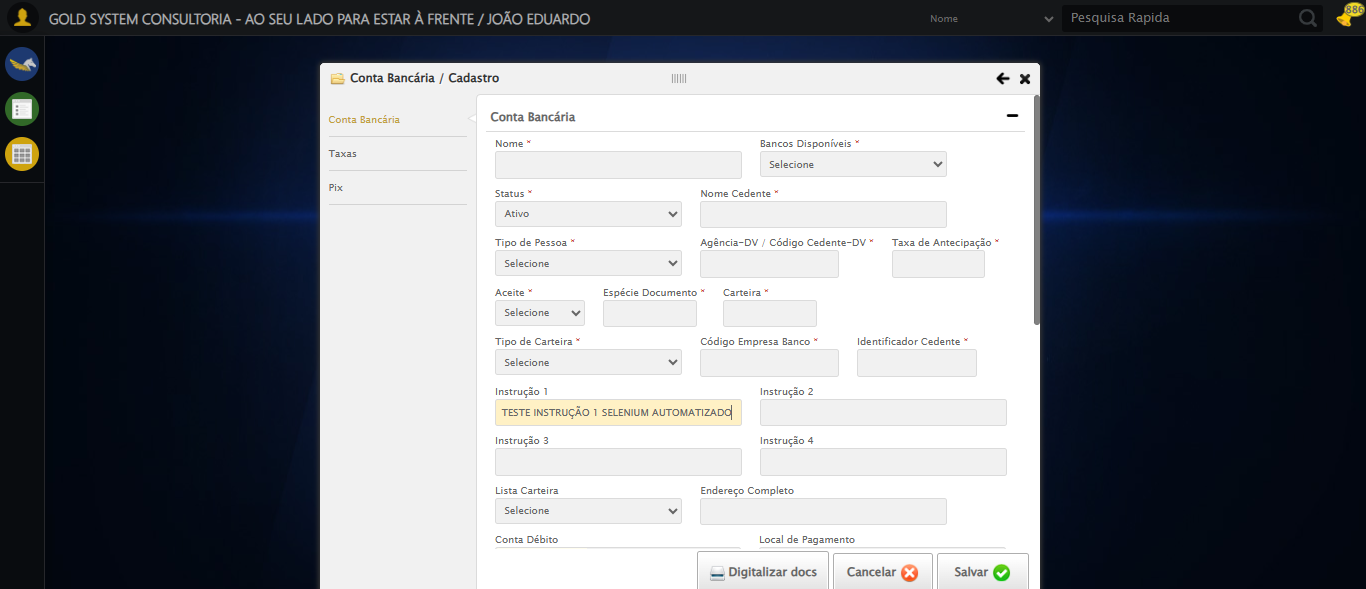 GOLD SYSTEM CONSULTORIA - AO SEU LADO PARA ESTAR À FRENTE / JOÃO EDUARDO
Nome
Pesquisa Rapida
886
Conta Bancária / Cadastro
Conta Bancária
Taxas
Pix
Conta Bancária
Nome *
Bancos Disponíveis *
Selecione
Status *
Nome Cedente *
Ativo
Tipo de Pessoa *
Agência-DV / Código Cedente-DV *
Taxa de Antecipação *
Selecione
Aceite *
Espécie Documento *
Carteira *
Selecione
Tipo de Carteira *
Código Empresa Banco *
Identificador Cedente *
Selecione
Instrução 1
Instrução 2
TESTE INSTRUÇÃO 1 SELENIUM AUTOMATIZADO
Instrução 3
Instrução 4
Lista Carteira
Endereço Completo
Selecione
Conta Débito
Local de Pagamento
Digitalizar docs
Cancelar
Salvar